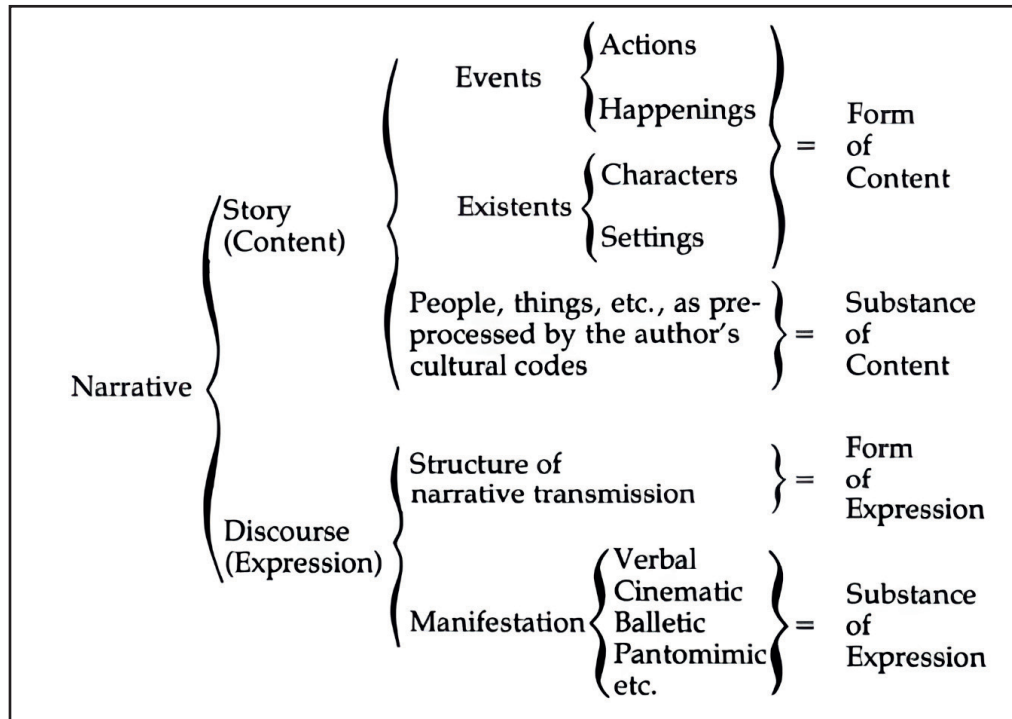 Narrative
Story
(Content)
Events
Actions
Happenings
Existents
Characters
Settings
= Form
of
Content
People, things, etc., as pre-
processed by the author's
cultural codes
= Substance
of
Content
Discourse
(Expression)
Structure of
narrative transmission
= Form
of
Expression
Manifestation
Verbal
Cinematic
Balletic
Pantomimic
etc.
= Substance
of
Expression